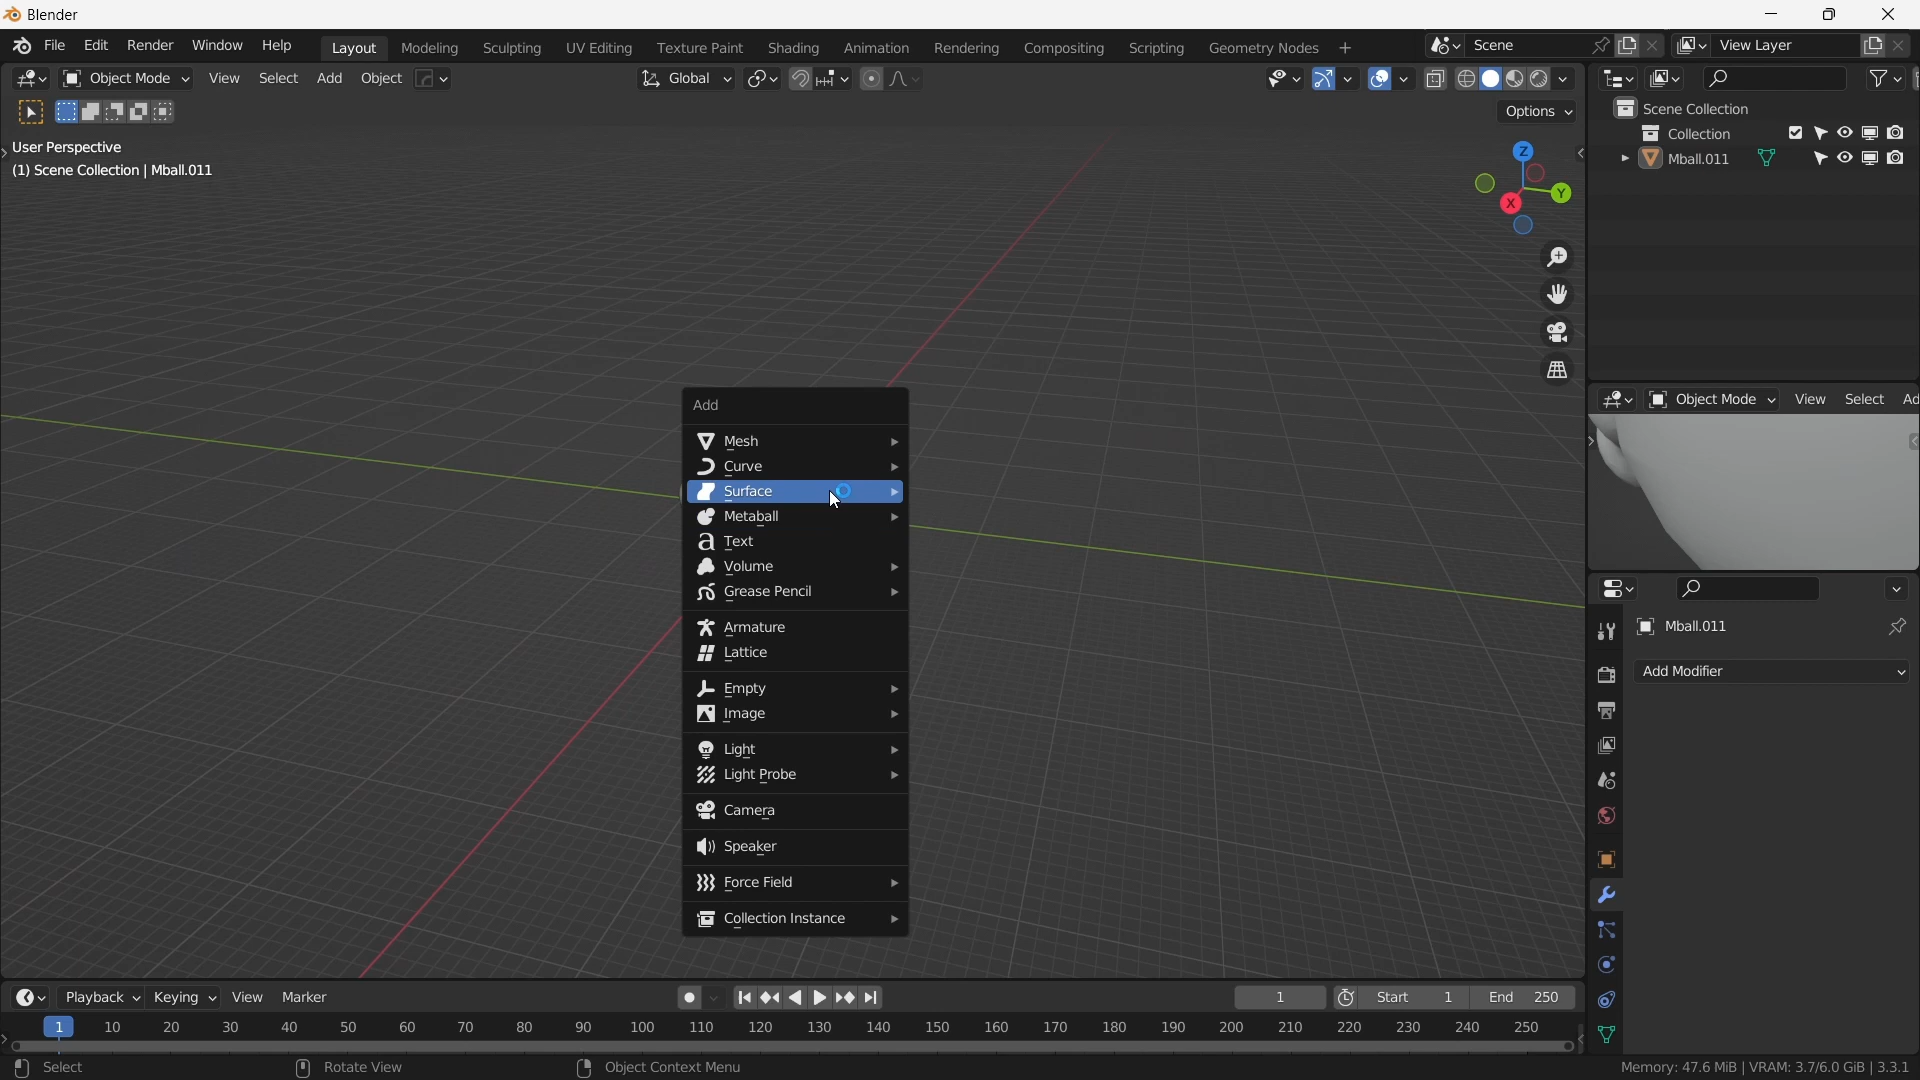 Blender
File Edit Render Window Help Layout Modeling Sculpting UV Editing Texture Paint Shading Animation Rendering Compositing Scripting Geometry Nodes + Scene View Layer
Object Mode View Select Add Object Global
Options
User Perspective
(1) Scene Collection | Mball.011
Z
Y
X
Scene Collection
Collection
Mball.011
Object Mode View Select Ad
Add
Mesh
Curve
Surface
Metaball
Text
Volume
Grease Pencil
Armature
Lattice
Empty
Image
Light
Light Probe
Camera
Speaker
Force Field
Collection Instance
Mball.011
Add Modifier
Playback Keying View Marker 1 Start 1 End 250
1 10 20 30 40 50 60 70 80 90 100 110 120 130 140 150 160 170 180 190 200 210 220 230 240 250
Select Rotate View Object Context Menu Memory: 47.6 MiB | VRAM: 3.7/6.0 GiB | 3.3.1